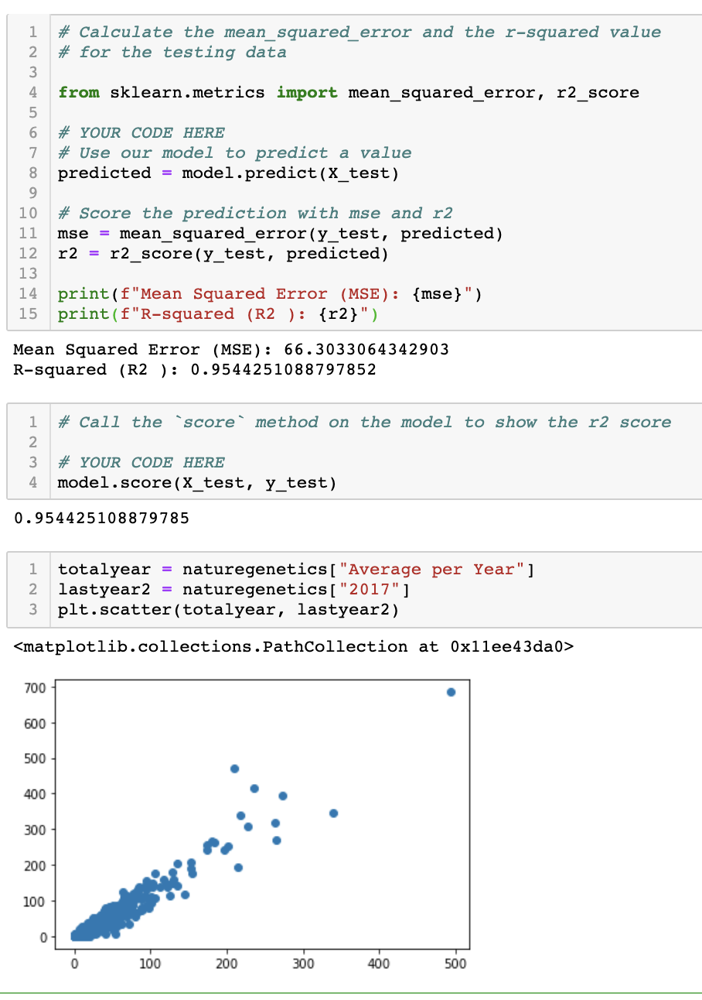 1 # Calculate the mean_squared_error and the r-squared value
2 # for the testing data
3
4 from sklearn.metrics import mean_squared_error, r2_score
5
6 # YOUR CODE HERE
7 # Use our model to predict a value
8 predicted = model.predict(X_test)
9
10 # Score the prediction with mse and r2
11 mse = mean_squared_error(y_test, predicted)
12 r2 = r2_score(y_test, predicted)
13
14 print(f"Mean Squared Error (MSE): {mse}")
15 print(f"R-squared (R2 ): {r2}")
Mean Squared Error (MSE): 66.3033064342903
R-squared (R2 ): 0.9544251088797852
1 # Call the `score` method on the model to show the r2 score
2
3 # YOUR CODE HERE
4 model.score(X_test, y_test)
0.954425108879785
1 totalyear = naturegenetics["Average per Year"]
2 lastyear2 = naturegenetics["2017"]
3 plt.scatter(totalyear, lastyear2)
<matplotlib.collections.PathCollection at 0x11ee43da0>
700
600
500
400
300
200
100
0
0 100 200 300 400 500